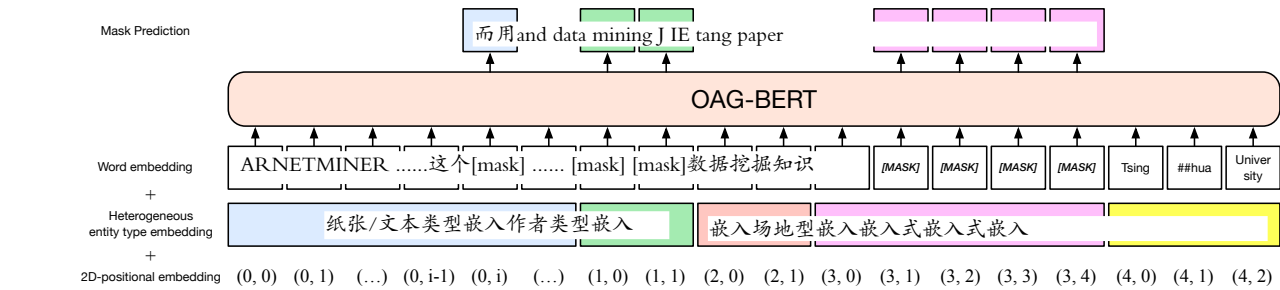 Mask Prediction
而用and data mining J IE tang paper
OAG-BERT
Word embedding
ARNETMINER ......这个[mask] ...... [mask] [mask]数据挖掘知识
[MASK] [MASK] [MASK] [MASK] Tsing ##hua Univer
sity
+
Heterogeneous
entity type embedding
纸张/文本类型嵌入作者类型嵌入
嵌入场地型嵌入嵌入式嵌入式嵌入
+
2D-positional embedding
(0, 0) (0, 1) (…) (0, i-1) (0, i) (…) (1, 0) (1, 1) (2, 0) (2, 1) (3, 0) (3, 1) (3, 2) (3, 3) (3, 4) (4, 0) (4, 1) (4, 2)